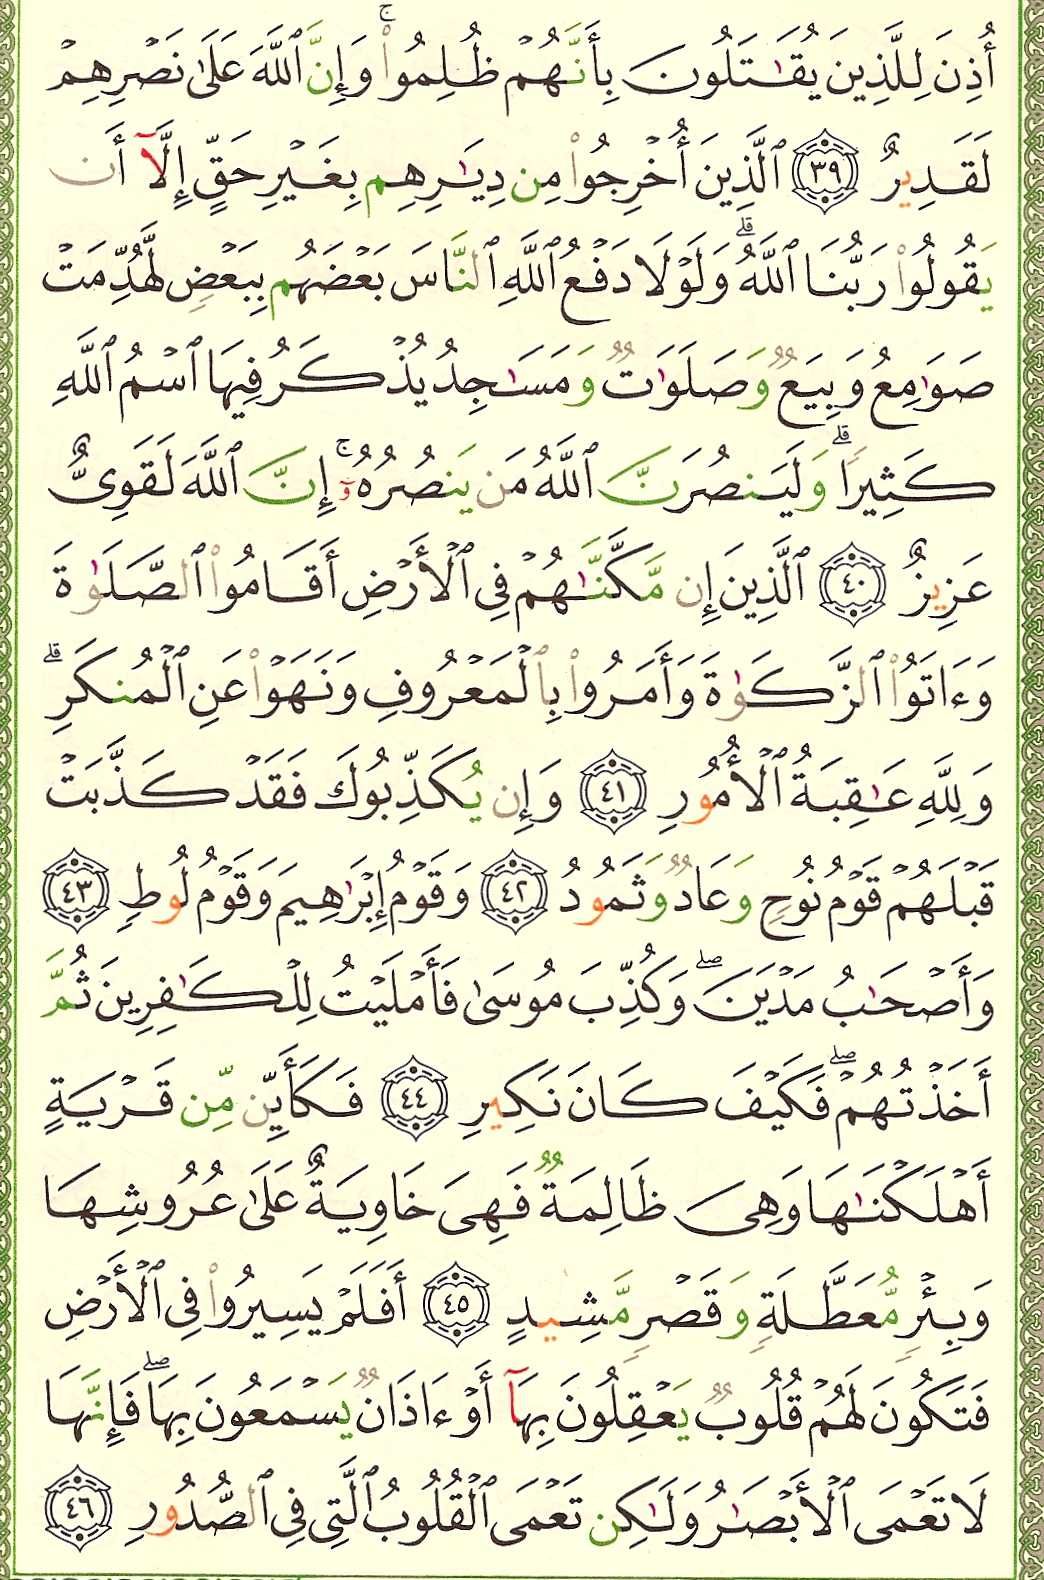 أُذِنَ لِلَّذِينَ يُقَٰتَلُونَ بِأَنَّهُمْ ظُلِمُوا۟ ۚ وَإِنَّ ٱللَّهَ عَلَىٰ نَصْرِهِمْ
لَقَدِيرٌ ﴿٣٩﴾ ٱلَّذِينَ أُخْرِجُوا۟ مِن دِيَٰرِهِم بِغَيْرِ حَقٍّ إِلَّآ أَن
يَقُولُوا۟ رَبُّنَا ٱللَّهُ ۗ وَلَوْلَا دَفْعُ ٱللَّهِ ٱلنَّاسَ بَعْضَهُم بِبَعْضٍ لَّهُدِّمَتْ
صَوَٰمِعُ وَبِيَعٌ وَصَلَوَٰتٌ وَمَسَٰجِدُ يُذْكَرُ فِيهَا ٱسْمُ ٱللَّهِ
كَثِيرًا ۗ وَلَيَنصُرَنَّ ٱللَّهُ مَن يَنصُرُهُۥٓ ۚ إِنَّ ٱللَّهَ لَقَوِىٌّ
عَزِيزٌ ﴿٤٠﴾ ٱلَّذِينَ إِن مَّكَّنَّٰهُمْ فِى ٱلْأَرْضِ أَقَامُوا۟ ٱلصَّلَوٰةَ
وَءَاتَوُا۟ ٱلزَّكَوٰةَ وَأَمَرُوا۟ بِٱلْمَعْرُوفِ وَنَهَوْا۟ عَنِ ٱلْمُنكَرِ ۗ
وَلِلَّهِ عَٰقِبَةُ ٱلْأُمُورِ ﴿٤١﴾ وَإِن يُكَذِّبُوكَ فَقَدْ كَذَّبَتْ
قَبْلَهُمْ قَوْمُ نُوحٍ وَعَادٌ وَثَمُودُ ﴿٤٢﴾ وَقَوْمُ إِبْرَٰهِيمَ وَقَوْمُ لُوطٍ ﴿٤٣﴾
وَأَصْحَٰبُ مَدْيَنَ ۖ وَكُذِّبَ مُوسَىٰ فَأَمْلَيْتُ لِلْكَٰفِرِينَ ثُمَّ
أَخَذْتُهُمْ ۖ فَكَيْفَ كَانَ نَكِيرِ ﴿٤٤﴾ فَكَأَيِّن مِّن قَرْيَةٍ
أَهْلَكْنَٰهَا وَهِىَ ظَالِمَةٌ فَهِىَ خَاوِيَةٌ عَلَىٰ عُرُوشِهَا
وَبِئْرٍ مُّعَطَّلَةٍ وَقَصْرٍ مَّشِيدٍ ﴿٤٥﴾ أَفَلَمْ يَسِيرُوا۟ فِى ٱلْأَرْضِ
فَتَكُونَ لَهُمْ قُلُوبٌ يَعْقِلُونَ بِهَآ أَوْ ءَاذَانٌ يَسْمَعُونَ بِهَا ۖ فَإِنَّهَا
لَا تَعْمَى ٱلْأَبْصَٰرُ وَلَٰكِن تَعْمَى ٱلْقُلُوبُ ٱلَّتِى فِى ٱلصُّدُورِ ﴿٤٦﴾